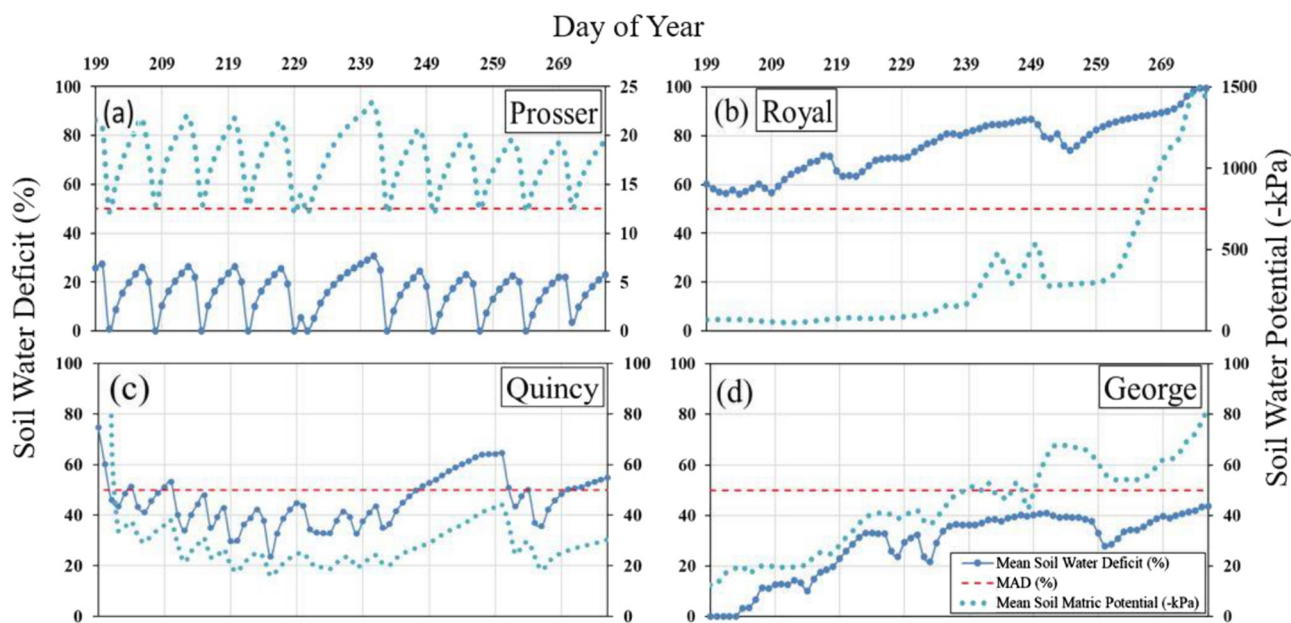 Day of Year
199 209 219 229 239 249 259 269
199 209 219 229 239 249 259 269
Soil Water Deficit (%)
100
80
60
40
20
0
(a)
Prosser
25
20
15
10
5
0
100
80
60
40
20
0
(b)
Royal
1500
1000
500
0
Soil Water Potential (-kPa)
100
80
60
40
20
0
(c)
Quincy
100
80
60
40
20
0
100
80
60
40
20
0
(d)
George
100
80
60
40
20
0
Mean Soil Water Deficit (%)
MAD (%)
Mean Soil Matric Potential (-kPa)